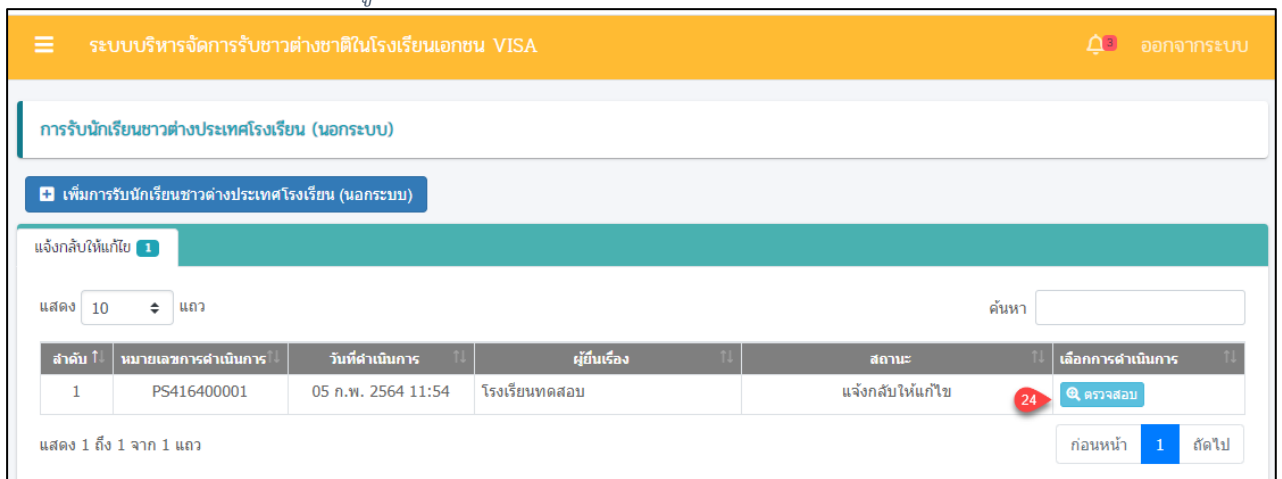 ระบบบริหารจัดการรับชาวต่างชาติในโรงเรียนเอกชน VISA 3 ออกจากระบบ
การรับนักเรียนชาวต่างประเทศโรงเรียน (นอกระบบ)
เพิ่มการรับนักเรียนชาวต่างประเทศโรงเรียน (นอกระบบ)
แจ้งกลับให้แก้ไข 1
แสดง 10 แถว ค้นหา
ลำดับ หมายเลขการดำเนินการ วันที่ดำเนินการ ผู้ยื่นเรื่อง สถานะ เลือกการดำเนินการ
1 PS416400001 05 ก.พ. 2564 11:54 โรงเรียนทดสอบ แจ้งกลับให้แก้ไข 24 ตรวจสอบ
แสดง 1 ถึง 1 จาก 1 แถว ก่อนหน้า 1 ถัดไป